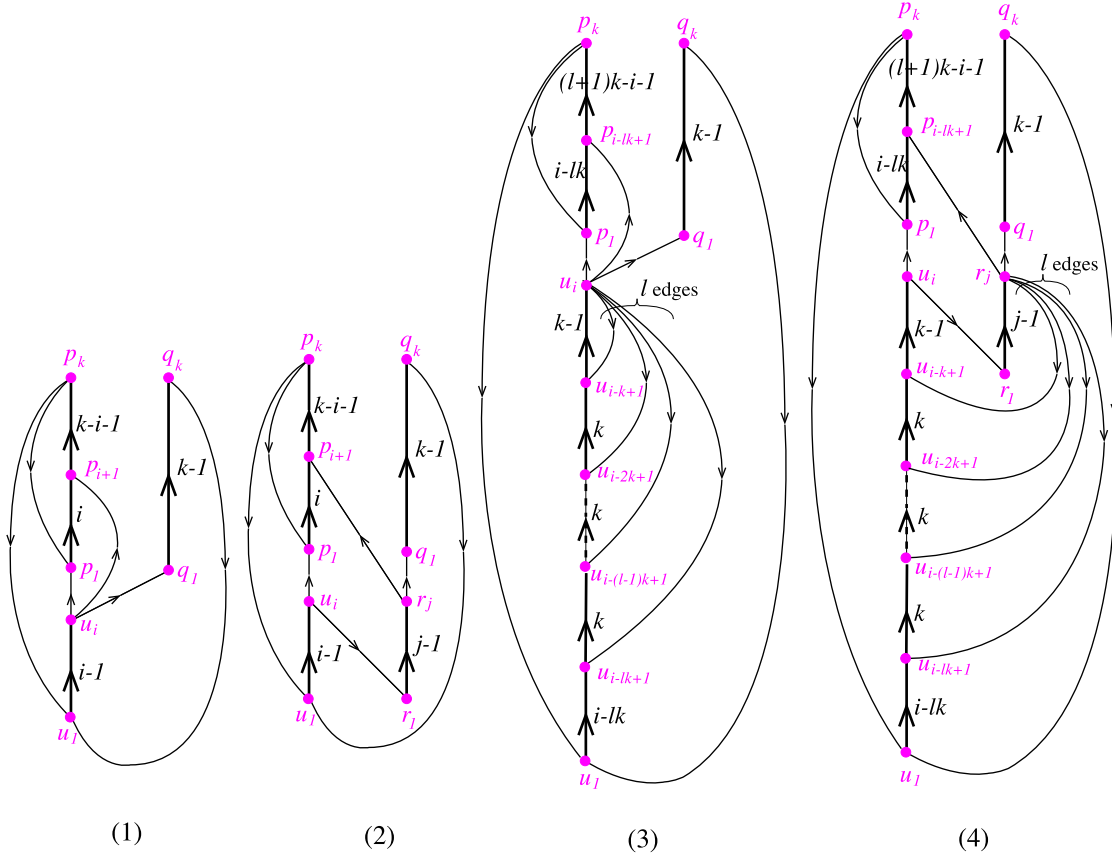 p_k
q_k
k-i-1
p_{i+1}
k-1
i
p_1
q_1
u_i
i-1
u_1
(1)
p_k
q_k
k-i-1
p_{i+1}
k-1
i
p_1
q_1
u_i
r_j
i-1
j-1
u_1
r_1
(2)
p_k
q_k
(l+1)k-i-1
p_{i-lk+1}
k-1
i-lk
p_1
q_1
u_i
l edges
k-1
u_{i-k+1}
k
u_{i-2k+1}
k
u_{i-(l-1)k+1}
k
u_{i-lk+1}
i-lk
u_1
(3)
p_k
q_k
(l+1)k-i-1
p_{i-lk+1}
k-1
i-lk
p_1
q_1
u_i
r_j
l edges
k-1
j-1
u_{i-k+1}
r_1
k
u_{i-2k+1}
k
u_{i-(l-1)k+1}
k
u_{i-lk+1}
i-lk
u_1
(4)